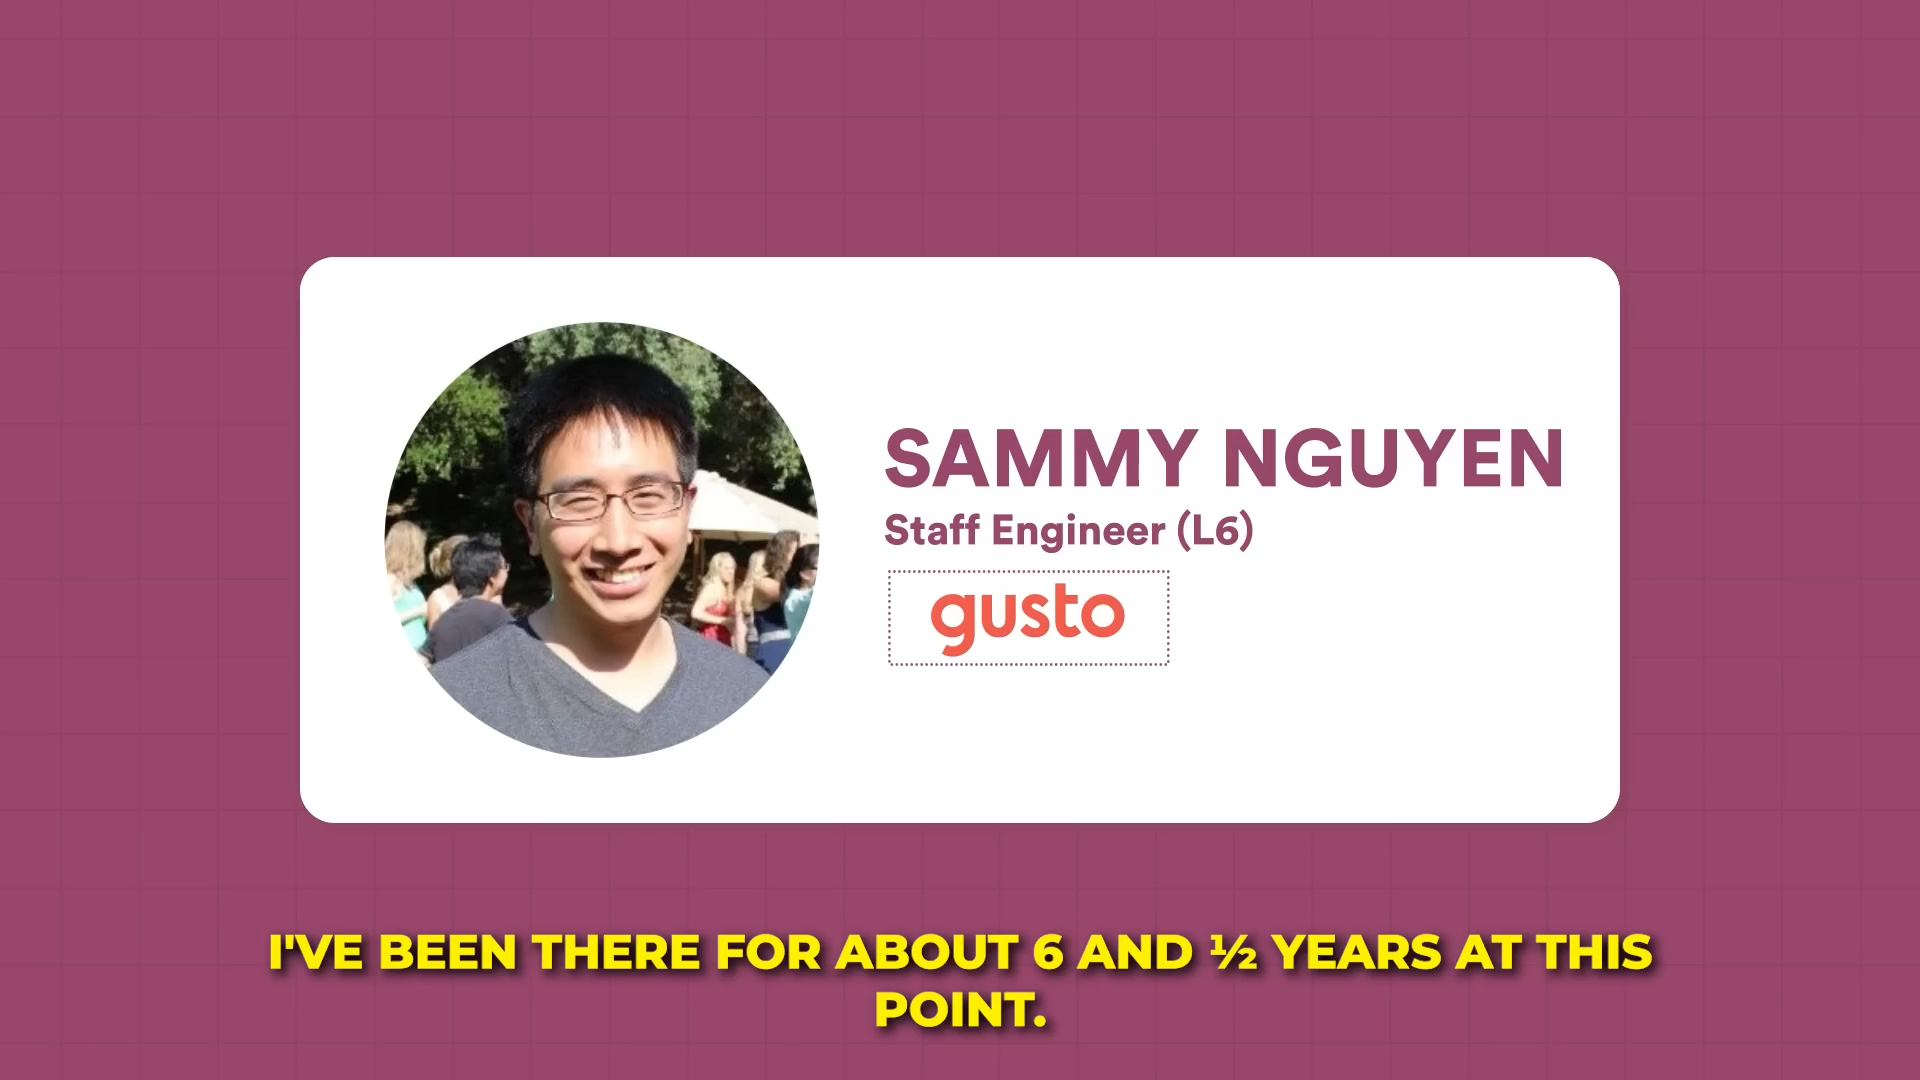 SAMMY NGUYEN
Staff Engineer (L6)
gusto
I'VE BEEN THERE FOR ABOUT 6 AND ½ YEARS AT THIS
POINT.